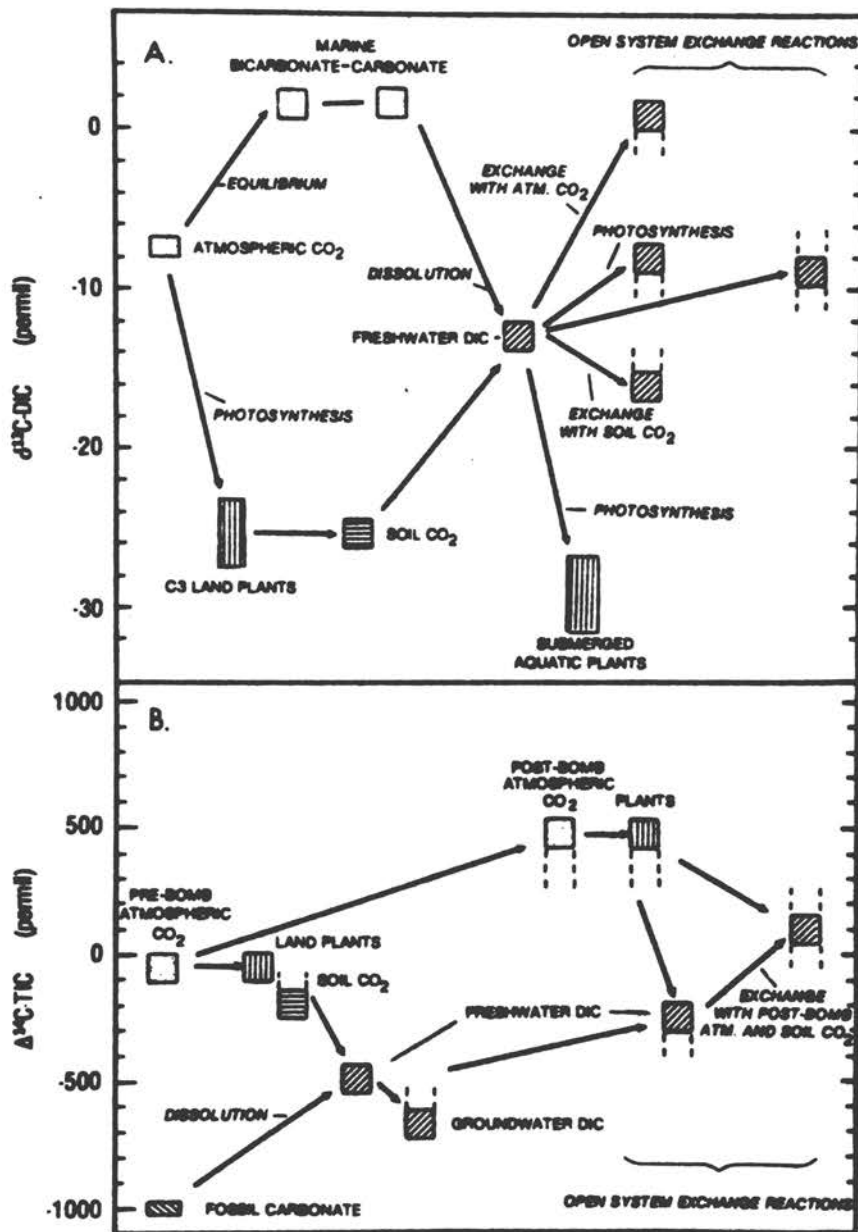 A.
MARINE
BICARBONATE-CARBONATE
OPEN SYSTEM EXCHANGE REACTIONS
EQUILIBRIUM
ATMOSPHERIC CO2
EXCHANGE
WITH ATM. CO2
PHOTOSYNTHESIS
DISSOLUTION
FRESHWATER DIC
PHOTOSYNTHESIS
EXCHANGE
WITH SOIL CO2
PHOTOSYNTHESIS
SOIL CO2
C3 LAND PLANTS
SUBMERGED
AQUATIC PLANTS
0
-10
-20
-30
δ13C-DIC (permil)
B.
POST-BOMB
ATMOSPHERIC
CO2
PLANTS
PRE-BOMB
ATMOSPHERIC
CO2
LAND PLANTS
SOIL CO2
FRESHWATER DIC
EXCHANGE
WITH POST-BOMB
ATM. AND SOIL CO2
DISSOLUTION
GROUNDWATER DIC
FOSSIL CARBONATE
OPEN SYSTEM EXCHANGE REACTIONS
1000
500
0
-500
-1000
Δ14C-TIC (permil)